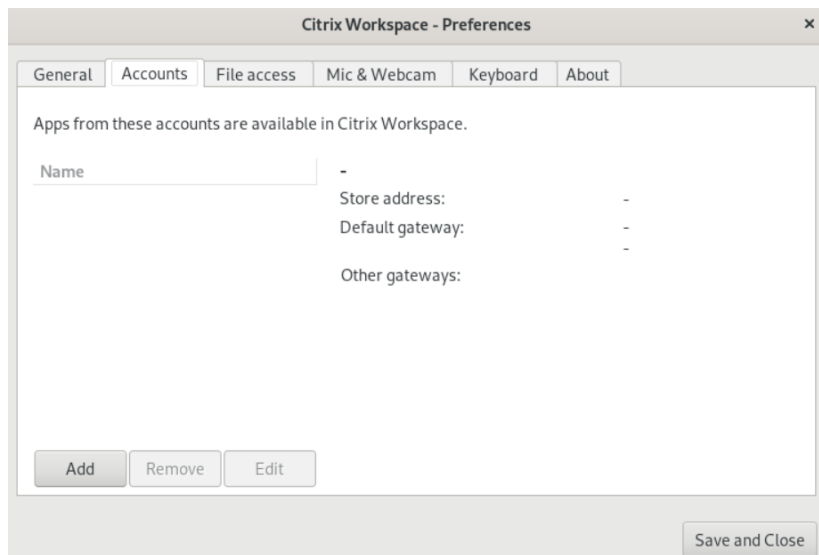 Citrix Workspace - Preferences ×
General Accounts File access Mic & Webcam Keyboard About
Apps from these accounts are available in Citrix Workspace.
Name -
Store address: -
Default gateway: -
-
Other gateways:
Add Remove Edit
Save and Close